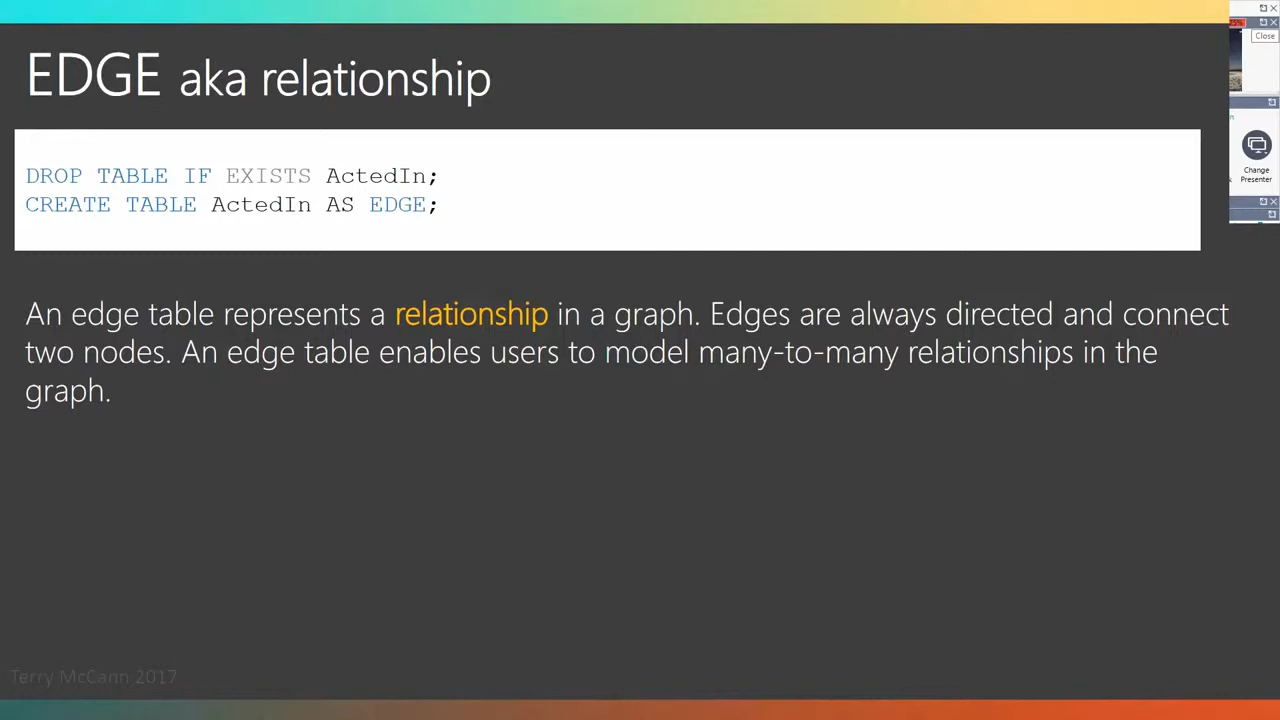 EDGE aka relationship
DROP TABLE IF EXISTS ActedIn;
CREATE TABLE ActedIn AS EDGE;
An edge table represents a relationship in a graph. Edges are always directed and connect
two nodes. An edge table enables users to model many-to-many relationships in the
graph.
Terry McCann 2017
Close
Change
Presenter